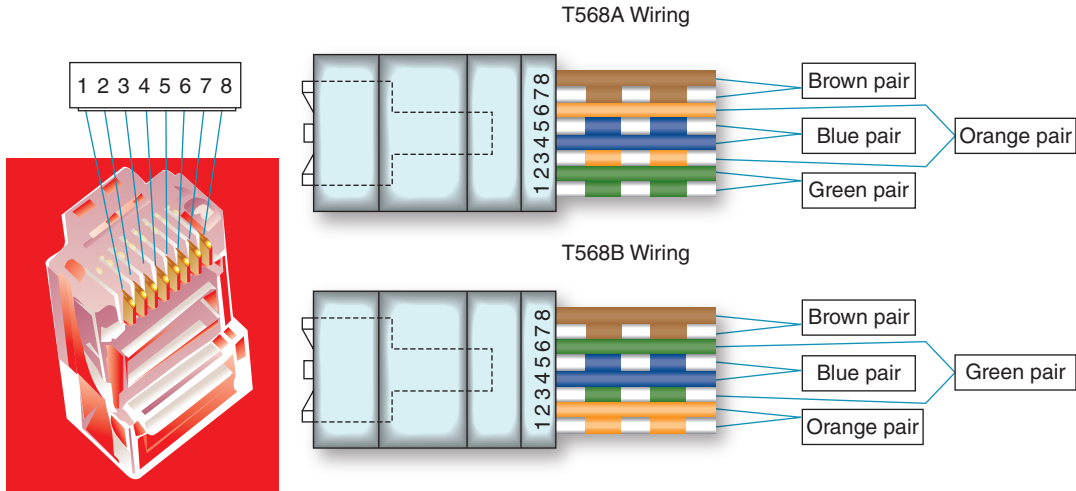 T568A Wiring
1 2 3 4 5 6 7 8
12345678
Brown pair
Blue pair
Orange pair
Green pair
T568B Wiring
12345678
Brown pair
Blue pair
Green pair
Orange pair